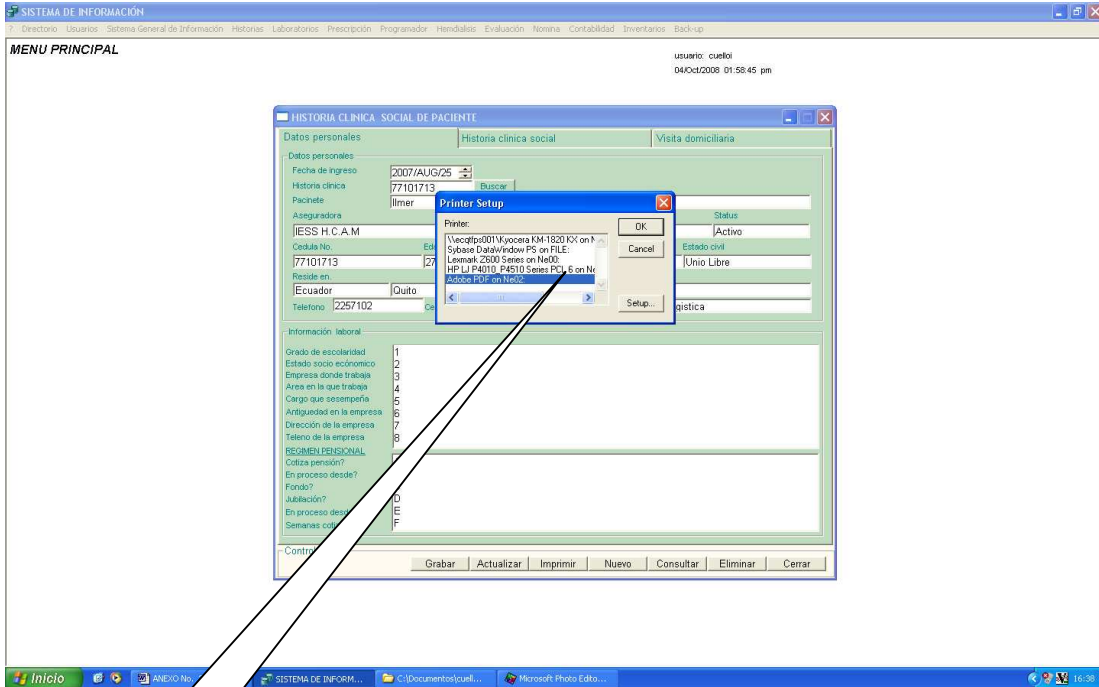 SISTEMA DE INFORMACIÓN
? Directorio Usuarios Sistema General de Información Historias Laboratorios Prescripción Programador Hemdialisis Evaluación Nomina Contabilidad Inventarios Back-up
MENU PRINCIPAL
usuario: cuelloi
04/Oct/2008 01:58:45 pm
HISTORIA CLINICA SOCIAL DE PACIENTE
Datos personales Historia clinica social Visita domiciliaria
Datos personales
Fecha de ingreso 2007/AUG/25
Historia clinica 77101713 Buscar
Pacinete Ilmer
Aseguradora Status
IESS H.C.A.M Activo
Cedula No. Estado civil
77101713 27 Unio Libre
Reside en.
Ecuador Quito
Telefono 2257102
Printer Setup
Printer:
\\ecqtfps001\Kyocera KM-1820 KX on N
Sybase DataWindow PS on FILE:
Lexmark Z600 Series on Ne00:
HP LJ P4010_P4510 Series PCL 6 on Ne
Adobe PDF on Ne02:
OK
Cancel
Setup...
Información laboral
Grado de escolaridad 1
Estado socio ecónomico 2
Empresa donde trabaja 3
Area en la que trabaja 4
Cargo que sesempeña 5
Antiguedad en la empresa 6
Dirección de la empresa 7
Teleno de la empresa 8
REGIMEN PENSIONAL
Cotiza pensión?
En proceso desde?
Fondo?
Jubilación? D
En proceso E
Semanas F
Grabar Actualizar Imprimir Nuevo Consultar Eliminar Cerrar
Inicio ANEXO No. SISTEMA DE INFORM... C:\Documentos\cuell... Microsoft Photo Edito... 16:38